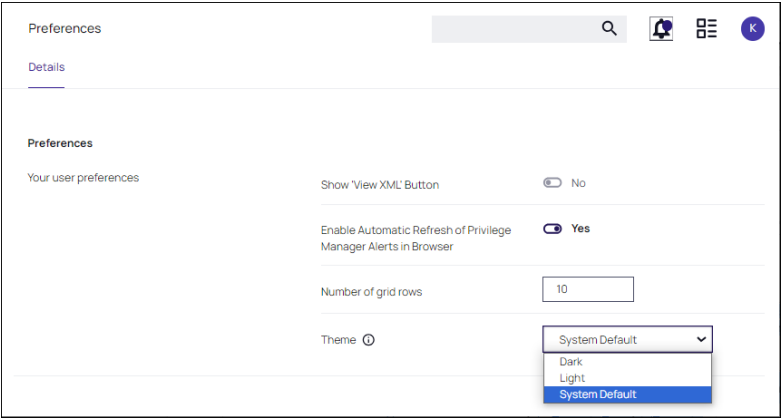 Preferences
K
Details
Preferences
Your user preferences
Show 'View XML' Button
No
Enable Automatic Refresh of Privilege
Manager Alerts in Browser
Yes
Number of grid rows
10
Theme
System Default
Dark
Light
System Default